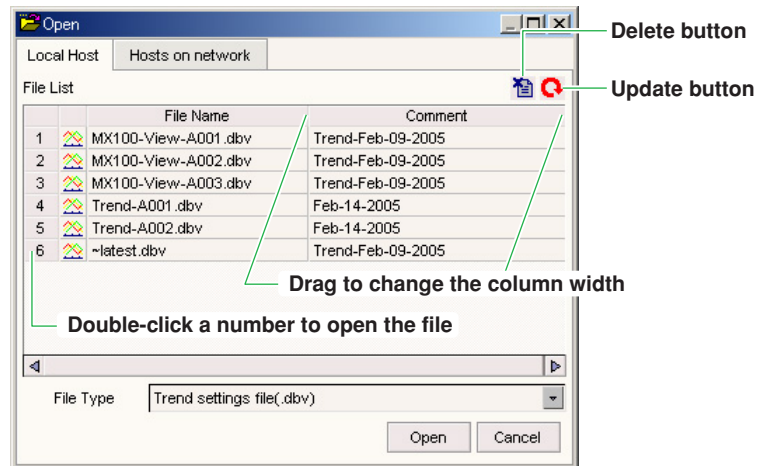 Open
Delete button
Local Host Hosts on network
File List
Update button
File Name Comment
1 MX100-View-A001.dbv Trend-Feb-09-2005
2 MX100-View-A002.dbv Trend-Feb-09-2005
3 MX100-View-A003.dbv Trend-Feb-09-2005
4 Trend-A001.dbv Feb-14-2005
5 Trend-A002.dbv Feb-14-2005
6 ~latest.dbv Trend-Feb-09-2005
Drag to change the column width
Double-click a number to open the file
File Type Trend settings file(.dbv)
Open Cancel